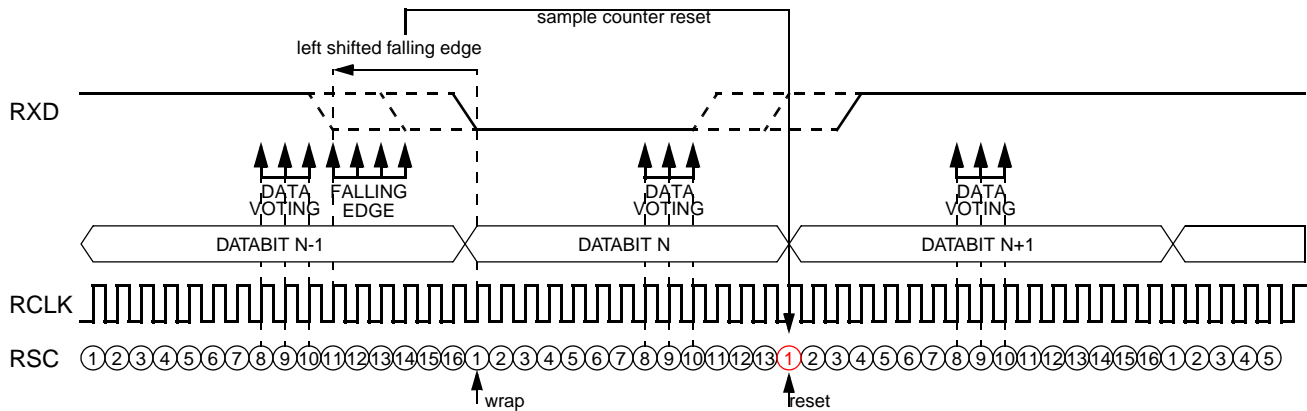 sample counter reset
left shifted falling edge
RXD
DATA VOTING
FALLING EDGE
DATA VOTING
DATA VOTING
DATABIT N-1
DATABIT N
DATABIT N+1
RCLK
RSC 1 2 3 4 5 6 7 8 9 10 11 12 13 14 15 16 1 2 3 4 5 6 7 8 9 10 11 12 13 1 2 3 4 5 6 7 8 9 10 11 12 13 14 15 16 1 2 3 4 5
wrap
reset